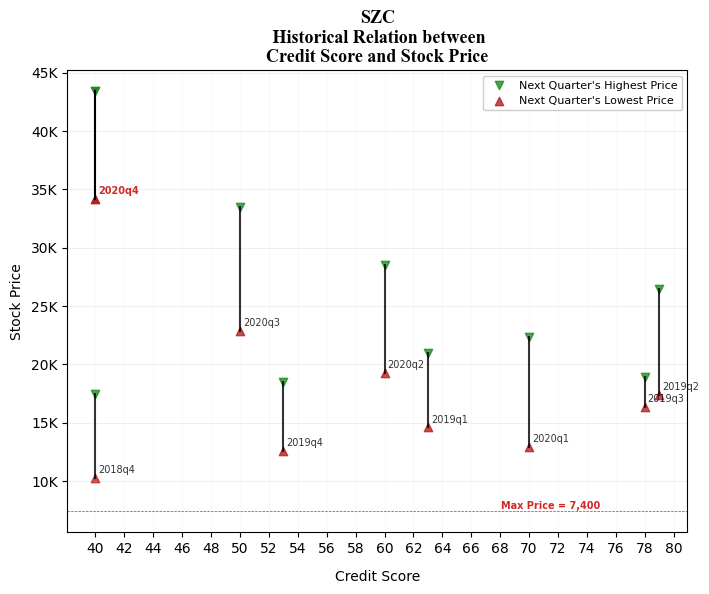 SZC
Historical Relation between
Credit Score and Stock Price
45K
40K
35K
30K
25K
20K
15K
10K
Stock Price
Next Quarter's Highest Price
Next Quarter's Lowest Price
2020q4
2020q3
2020q2
2019q2
2019q3
2019q4
2019q1
2020q1
2018q4
Max Price = 7,400
40 42 44 46 48 50 52 54 56 58 60 62 64 66 68 70 72 74 76 78 80
Credit Score